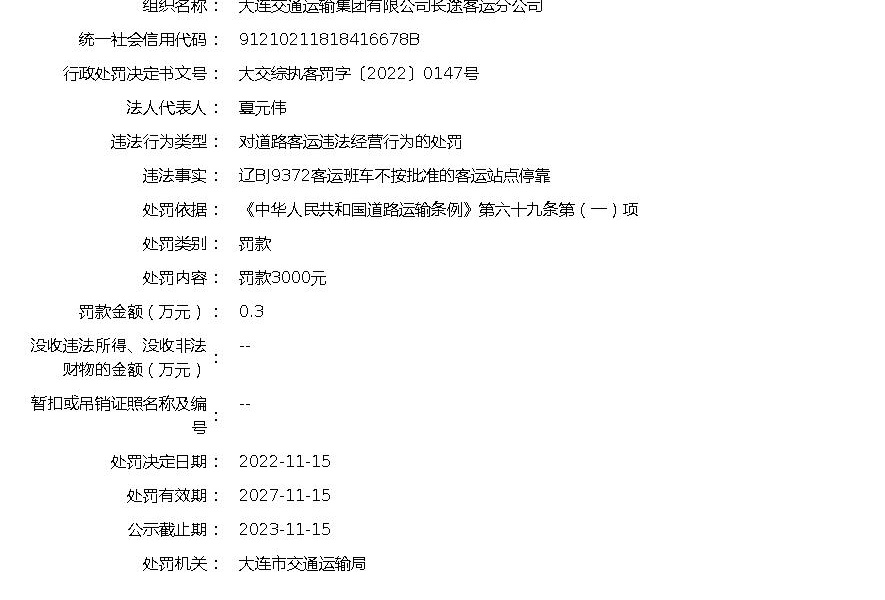 组织名称： 大连交通运输集团有限公司长途客运分公司
统一社会信用代码： 91210211818416678B
行政处罚决定书文号： 大交综执客罚字〔2022〕0147号
法人代表人： 夏元伟
违法行为类型： 对道路客运违法经营行为的处罚
违法事实： 辽BJ9372客运班车不按批准的客运站点停靠
处罚依据： 《中华人民共和国道路运输条例》第六十九条第（一）项
处罚类别： 罚款
处罚内容： 罚款3000元
罚款金额（万元）： 0.3
没收违法所得、没收非法
财物的金额（万元）： --
暂扣或吊销证照名称及编
号： --
处罚决定日期： 2022-11-15
处罚有效期： 2027-11-15
公示截止期： 2023-11-15
处罚机关： 大连市交通运输局